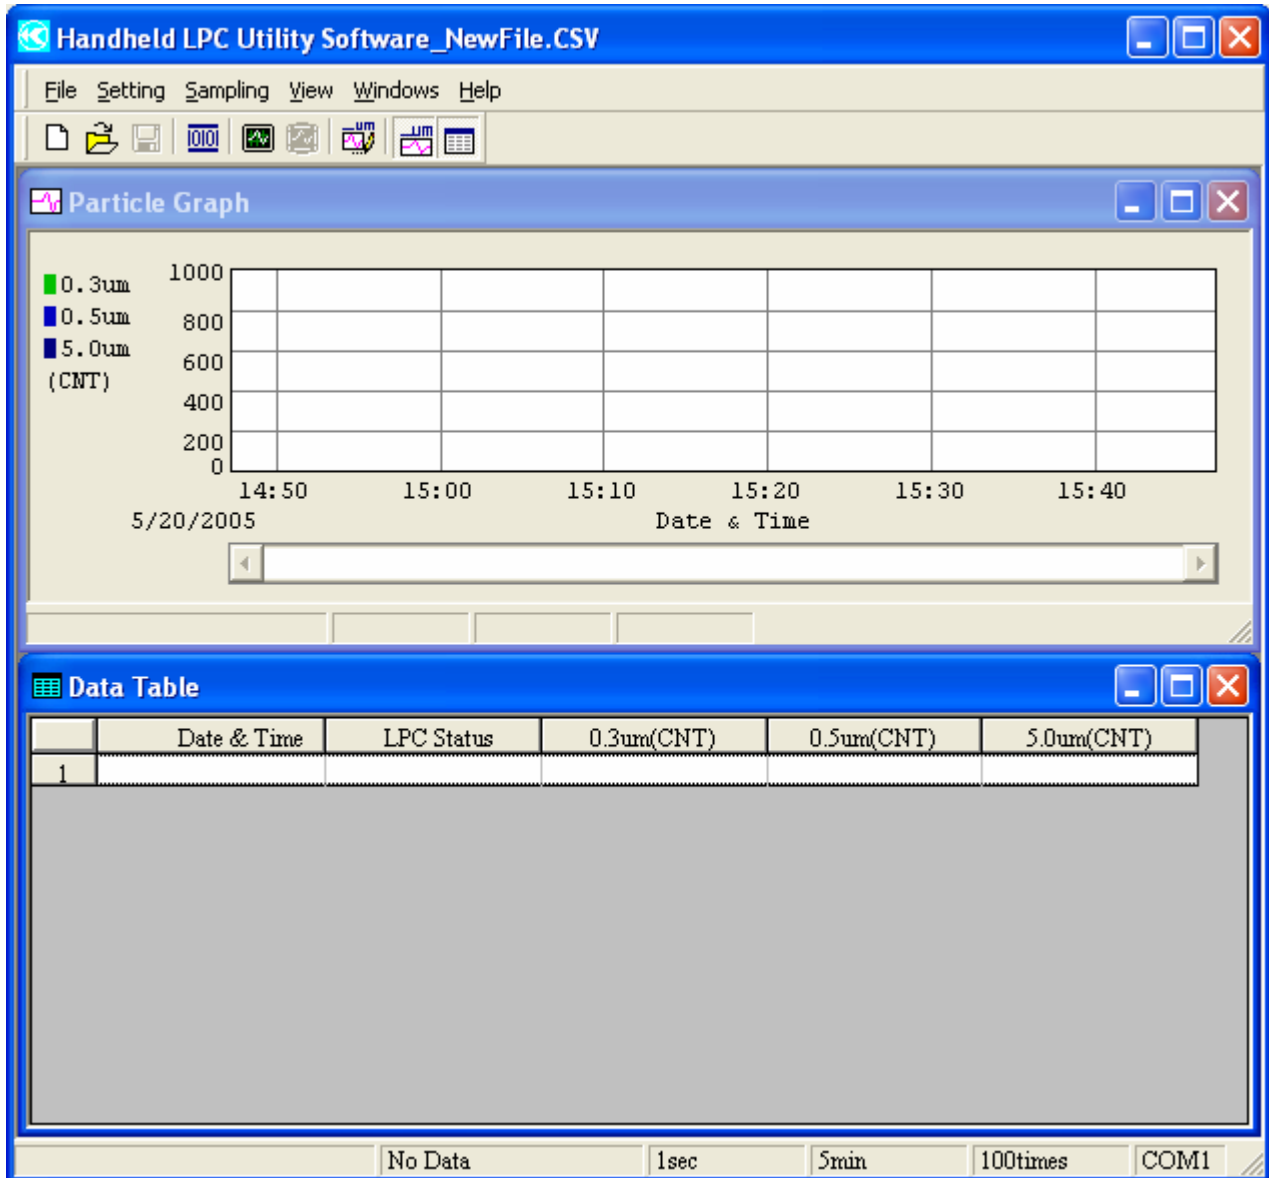 Handheld LPC Utility Software_NewFile.CSV
File Setting Sampling View Windows Help
0101 um um
Particle Graph
0.3um
0.5um
5.0um
(CNT)
1000
800
600
400
200
0
14:50 15:00 15:10 15:20 15:30 15:40
5/20/2005 Date & Time
Data Table
Date & Time LPC Status 0.3um(CNT) 0.5um(CNT) 5.0um(CNT)
1
No Data 1sec 5min 100times COM1